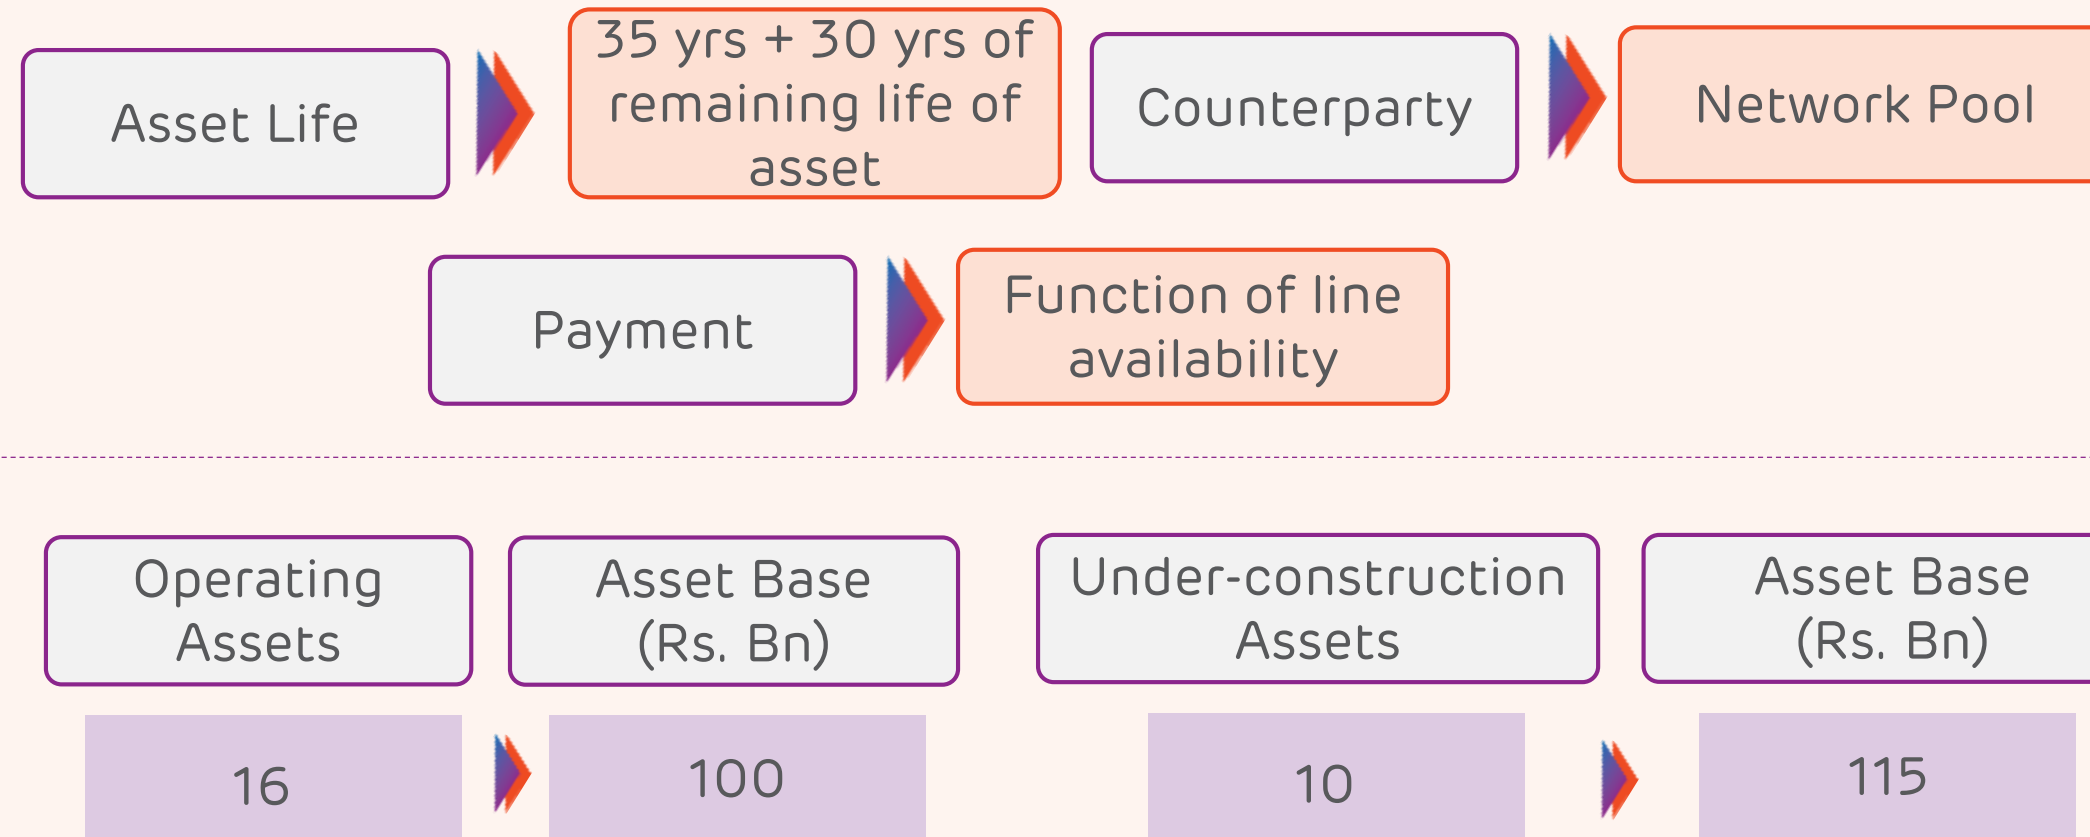 Asset Life
35 yrs + 30 yrs of
remaining life of
asset
Counterparty
Network Pool
Payment
Function of line
availability
Operating
Assets
Asset Base
(Rs. Bn)
Under-construction
Assets
Asset Base
(Rs. Bn)
16
100
10
115